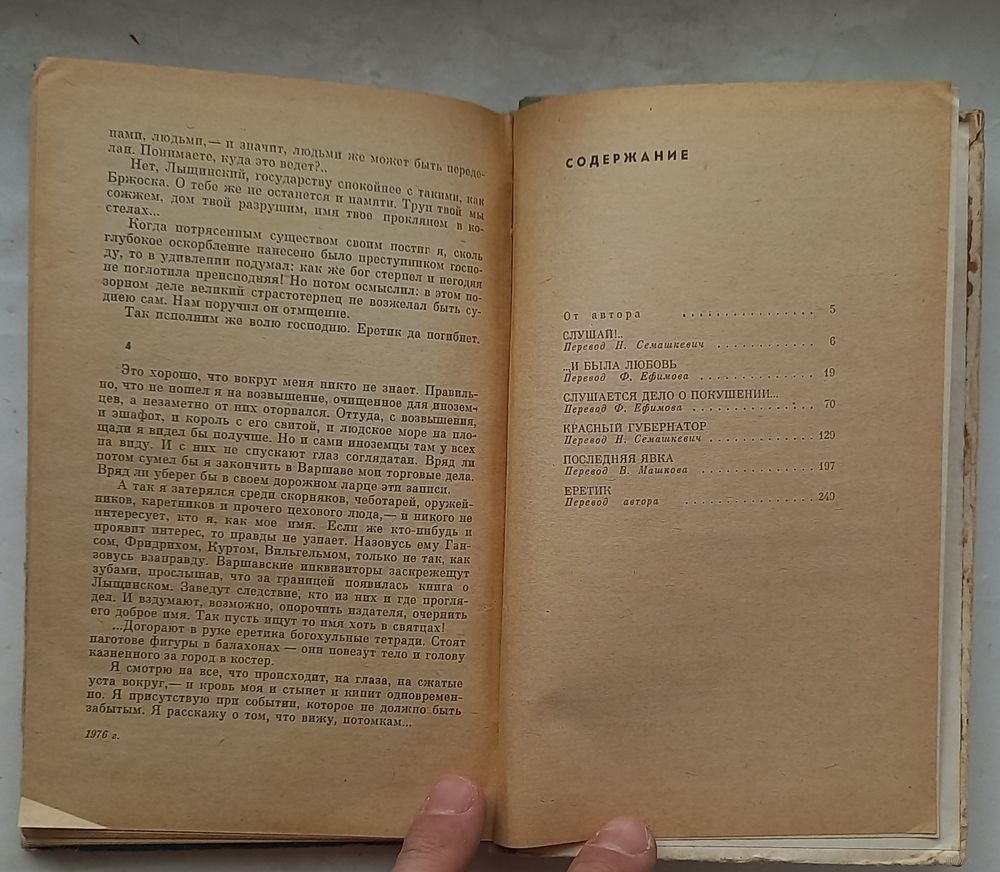 пами, людьми,— и значит, людьми же может быть переде-
лан. Понимаете, куда это ведет?..
Нет, Лыщинский, государству спокойнее с такими, как
Бржоска. О тебе же не останется и памяти. Труп твой мы
сожжем, дом твой разрушим, имя твое проклянем в ко-
стелах...
Когда потрясенным существом своим постиг я, сколь
глубокое оскорбление нанесено было преступником госпо-
ду, то в удивлении подумал: как же бог стерпел и негодяя
не поглотила преисподняя! Но потом осмыслил: в этом по-
зорном деле великий страстотерпец не возжелал быть су-
диею сам. Нам поручил он отмщение.
Так исполним же волю господню. Еретик да погибнет.
4
Это хорошо, что вокруг меня никто не знает. Правиль-
но, что не пошел я на возвышение, очищенное для инозем-
цев, а незаметно от них оторвался. Оттуда, с возвышения,
и эшафот, и король с его свитой, и людское море на пло-
щади я видел бы получше. Но и сами иноземцы там у всех
на виду. И с них не спускают глаз соглядатаи. Вряд ли
потом сумел бы я закончить в Варшаве мои торговые дела.
Вряд ли уберег бы в своем дорожном ларце эти записи.
А так я затерялся среди скорняков, чеботарей, оружей-
ников, каретников и прочего цехового люда,— и никого не
интересует, кто я, как мое имя. Если же кто-нибудь и
проявит интерес, то правды не узнает. Назовусь ему Ган-
сом, Фридрихом, Куртом, Вильгельмом, только не так, как
зовусь взаправду. Варшавские инквизиторы заскрежещут
зубами, прослышав, что за границей появилась книга о
Лыщинском. Заведут следствие, кто из них и где прогля-
дел. И вздумают, возможно, опорочить издателя, очернить
его доброе имя. Так пусть ищут то имя хоть в святцах!
...Догорают в руке еретика богохульные тетради. Стоят
наготове фигуры в балахонах — они повезут тело и голову
казненного за город в костер.
Я смотрю на все, что происходит, на глаза, на сжатые
уста вокруг,— и кровь моя и стынет и кипит одновремен-
но. Я присутствую при событии, которое не должно быть
забытым. Я расскажу о том, что вижу, потомкам...
1976 г.
СОДЕРЖАНИЕ
От автора . . . . . . . . . . . . . . . 5
СЛУШАЙ!..
Перевод Н. Семашкевич . . . . . . . . . . . . 6
...И БЫЛА ЛЮБОВЬ
Перевод Ф. Ефимова . . . . . . . . . . . . . 19
СЛУШАЕТСЯ ДЕЛО О ПОКУШЕНИИ...
Перевод Ф. Ефимова . . . . . . . . . . . . . 70
КРАСНЫЙ ГУБЕРНАТОР
Перевод Н. Семашкевич . . . . . . . . . . . . 129
ПОСЛЕДНЯЯ ЯВКА
Перевод В. Машкова . . . . . . . . . . . . . 197
ЕРЕТИК
Перевод автора . . . . . . . . . . . . . . 249